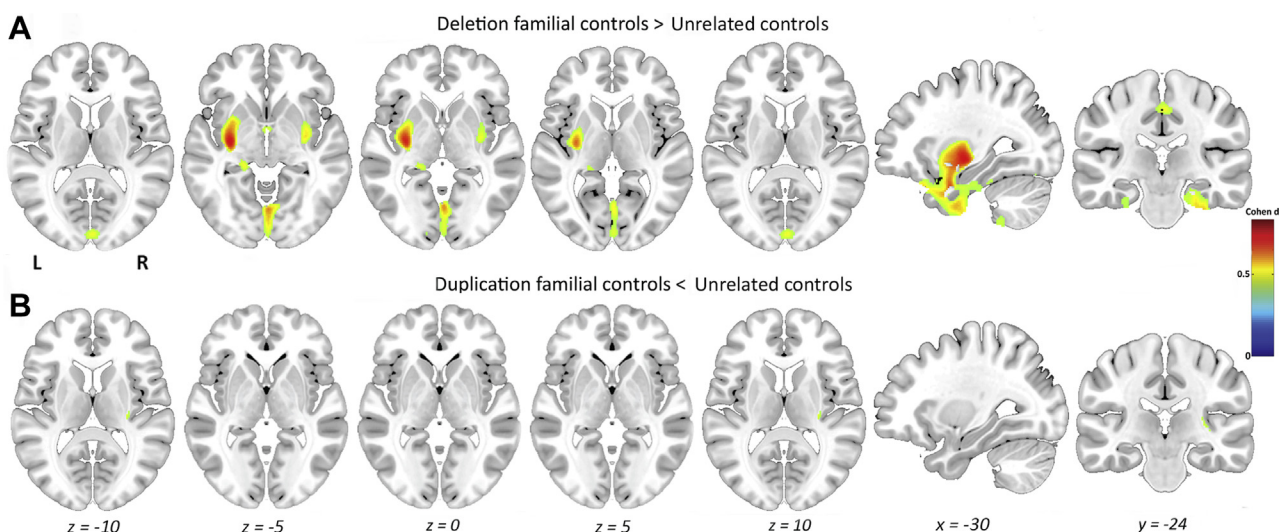 A
Deletion familial controls > Unrelated controls
Cohen d
0.5
0
L R
B
Duplication familial controls < Unrelated controls
z = -10 z = -5 z = 0 z = 5 z = 10 x = -30 y = -24